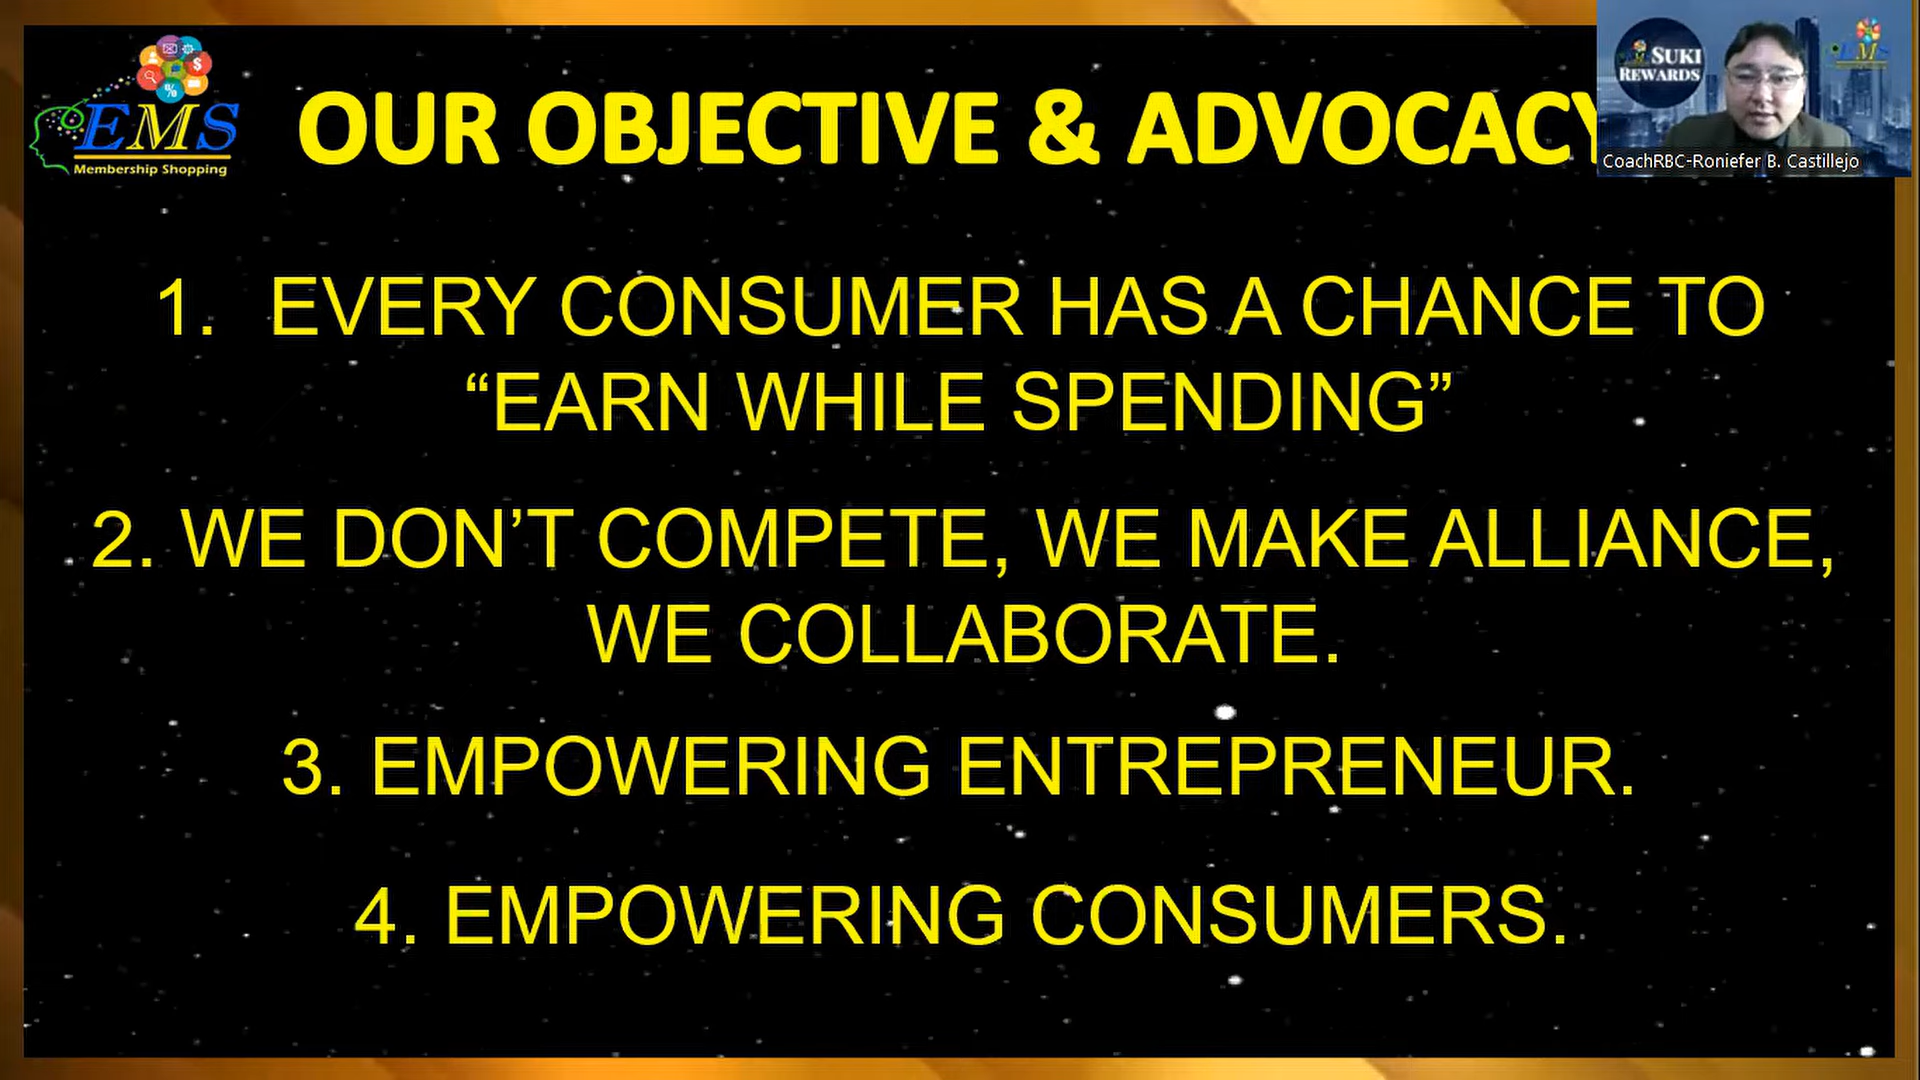 EMS
Membership Shopping
OUR OBJECTIVE & ADVOCACY
SUKI
REWARDS
EMS
CoachRBC-Roniefer B. Castillejo
1. EVERY CONSUMER HAS A CHANCE TO
“EARN WHILE SPENDING”
2. WE DON’T COMPETE, WE MAKE ALLIANCE,
WE COLLABORATE.
3. EMPOWERING ENTREPRENEUR.
4. EMPOWERING CONSUMERS.